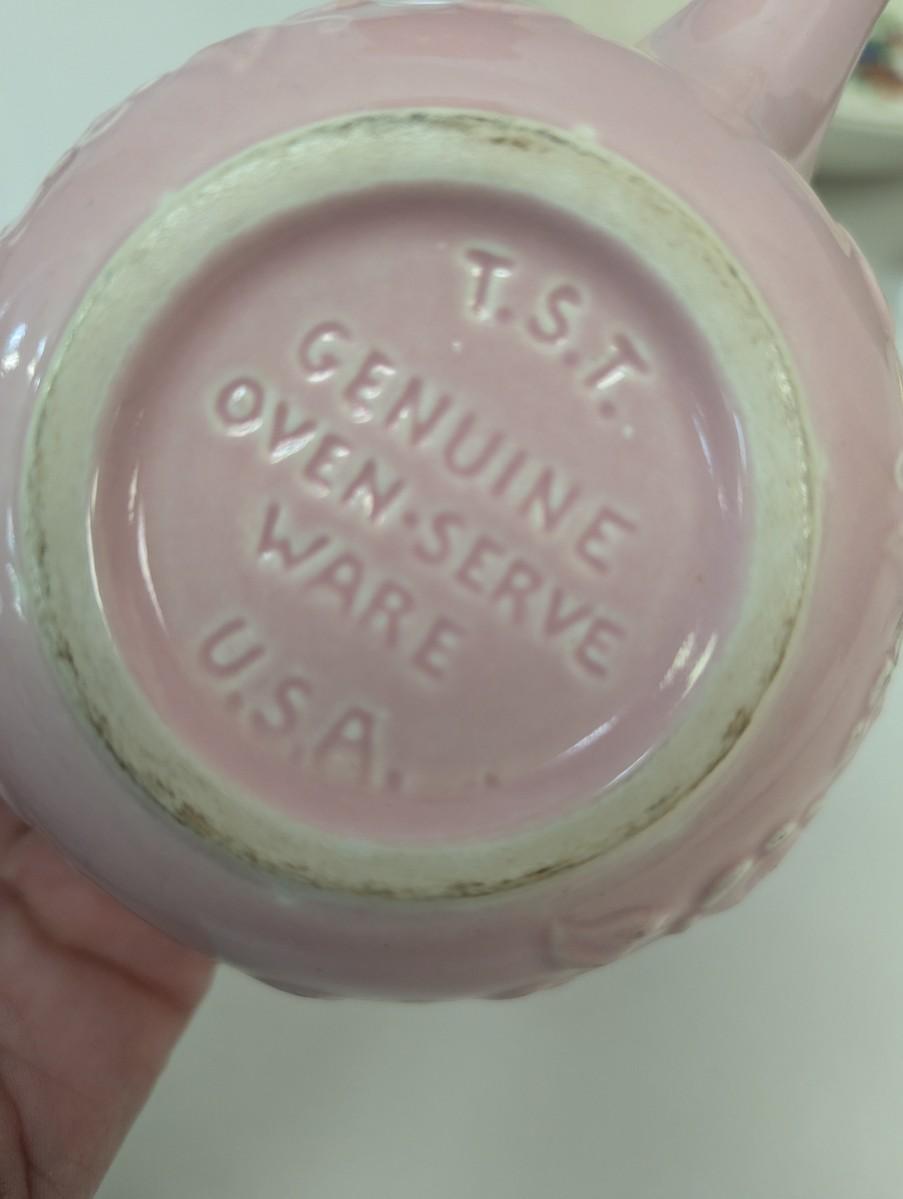 T.S.T.
GENUINE
OVEN-SERVE
WARE
U.S.A.